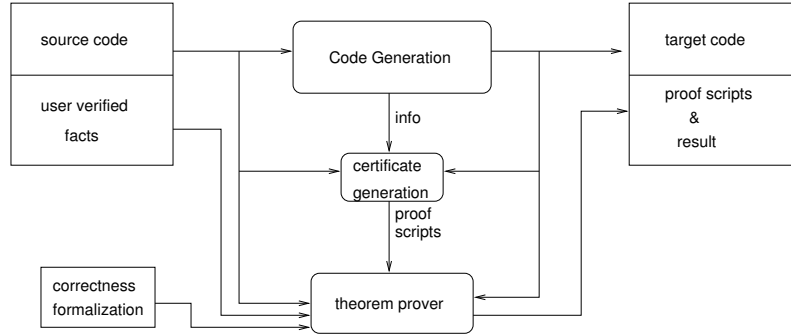 source code
Code Generation
target code
user verified
facts
proof scripts
&
result
info
certificate
generation
proof
scripts
correctness
formalization
theorem prover